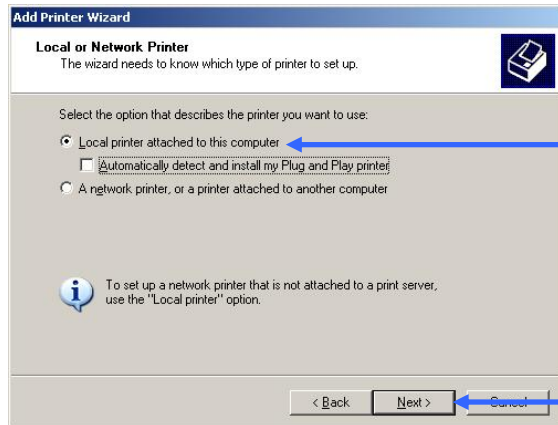 Add Printer Wizard
Local or Network Printer
The wizard needs to know which type of printer to set up.
Select the option that describes the printer you want to use:
Local printer attached to this computer
Automatically detect and install my Plug and Play printer
A network printer, or a printer attached to another computer
To set up a network printer that is not attached to a print server,
use the "Local printer" option.
< Back Next > Cancel